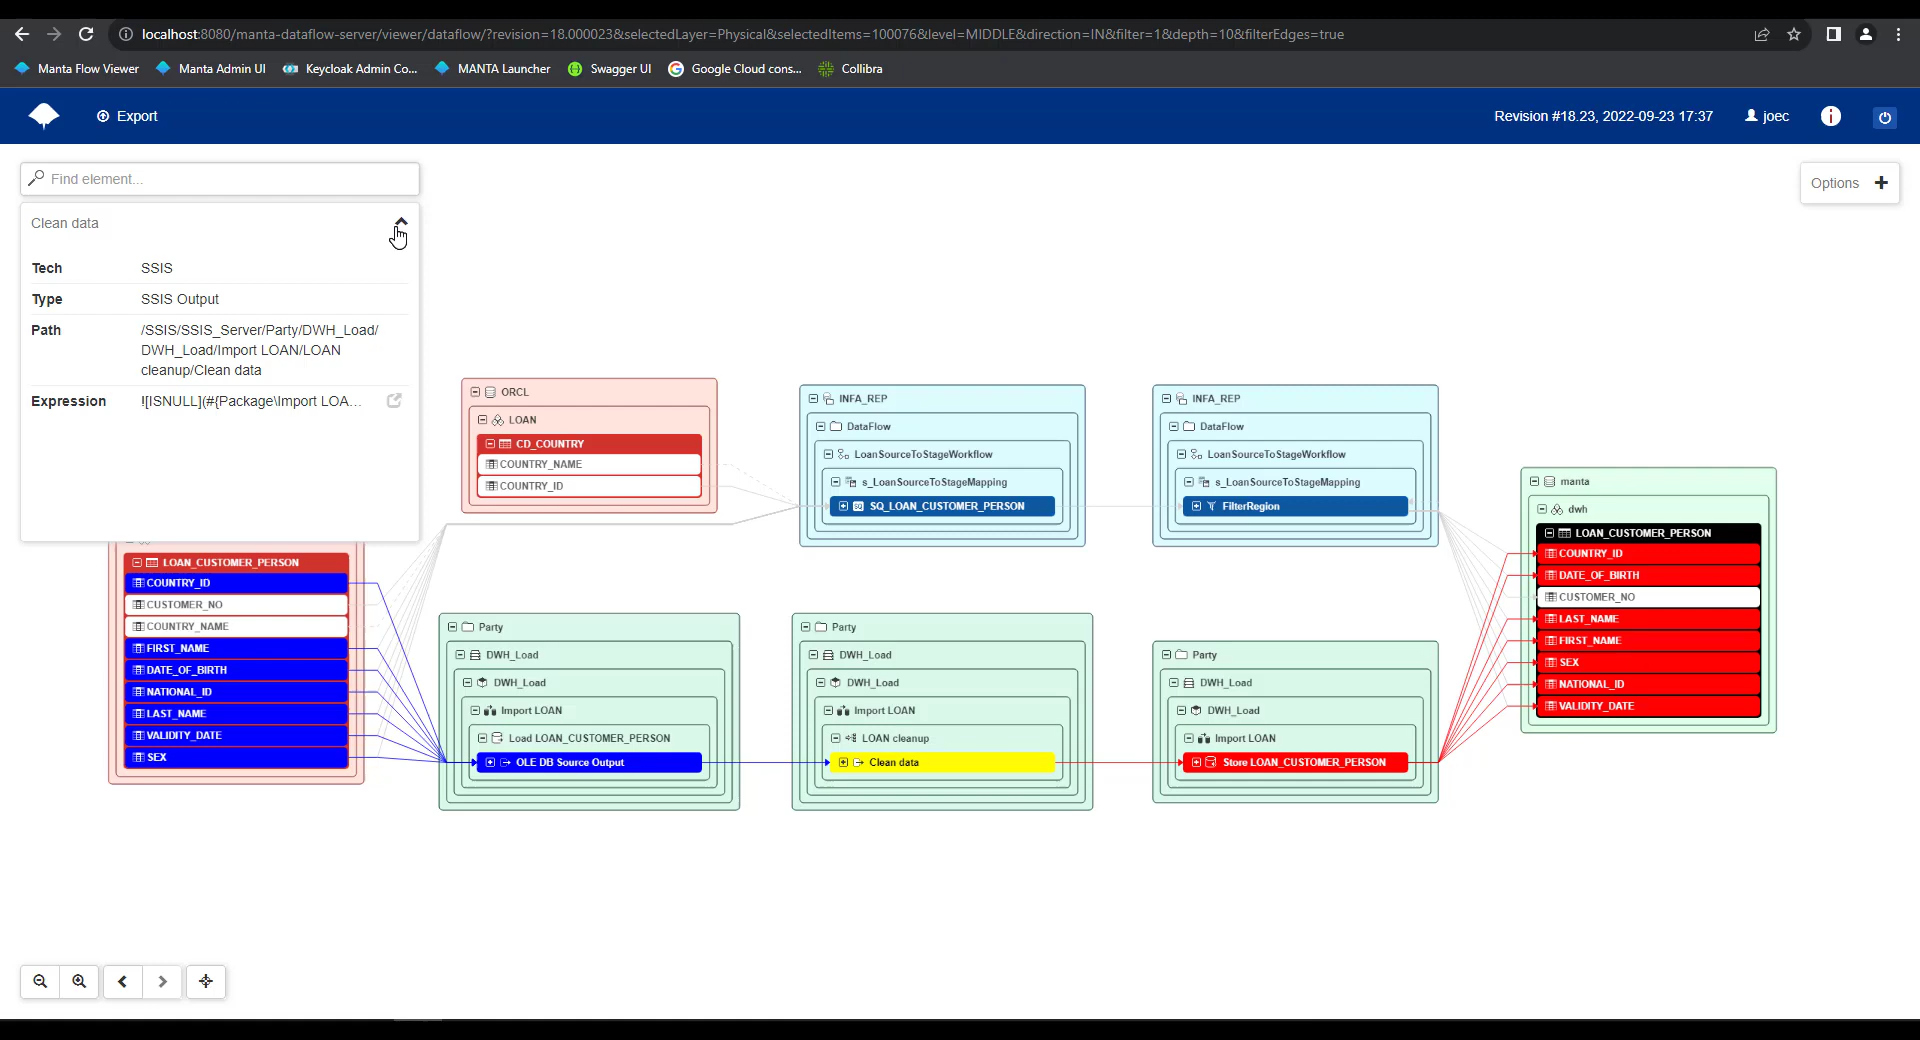 localhost:8080/manta-dataflow-server/viewer/dataflow/?revision=18.000023&selectedLayer=Physical&selectedItems=100076&level=MIDDLE&direction=IN&filter=1&depth=10&filterEdges=true
Manta Flow Viewer
Manta Admin UI
Keycloak Admin Co...
MANTA Launcher
Swagger UI
Google Cloud cons...
Collibra
Export
Revision #18.23, 2022-09-23 17:37
joec
Find element...
Options
Clean data
Tech SSIS
Type SSIS Output
Path /SSIS/SSIS_Server/Party/DWH_Load/
DWH_Load/Import LOAN/LOAN
cleanup/Clean data
Expression ![ISNULL](#{Package\Import LOA...
LOAN_CUSTOMER_PERSON
COUNTRY_ID
CUSTOMER_NO
COUNTRY_NAME
FIRST_NAME
DATE_OF_BIRTH
NATIONAL_ID
LAST_NAME
VALIDITY_DATE
SEX
ORCL
LOAN
CD_COUNTRY
COUNTRY_NAME
COUNTRY_ID
INFA_REP
DataFlow
LoanSourceToStageWorkflow
s_LoanSourceToStageMapping
SQ_LOAN_CUSTOMER_PERSON
INFA_REP
DataFlow
LoanSourceToStageWorkflow
s_LoanSourceToStageMapping
FilterRegion
Party
DWH_Load
DWH_Load
Import LOAN
Load LOAN_CUSTOMER_PERSON
OLE DB Source Output
Party
DWH_Load
DWH_Load
Import LOAN
LOAN cleanup
Clean data
Party
DWH_Load
DWH_Load
Import LOAN
Store LOAN_CUSTOMER_PERSON
manta
dwh
LOAN_CUSTOMER_PERSON
COUNTRY_ID
DATE_OF_BIRTH
CUSTOMER_NO
LAST_NAME
FIRST_NAME
SEX
NATIONAL_ID
VALIDITY_DATE